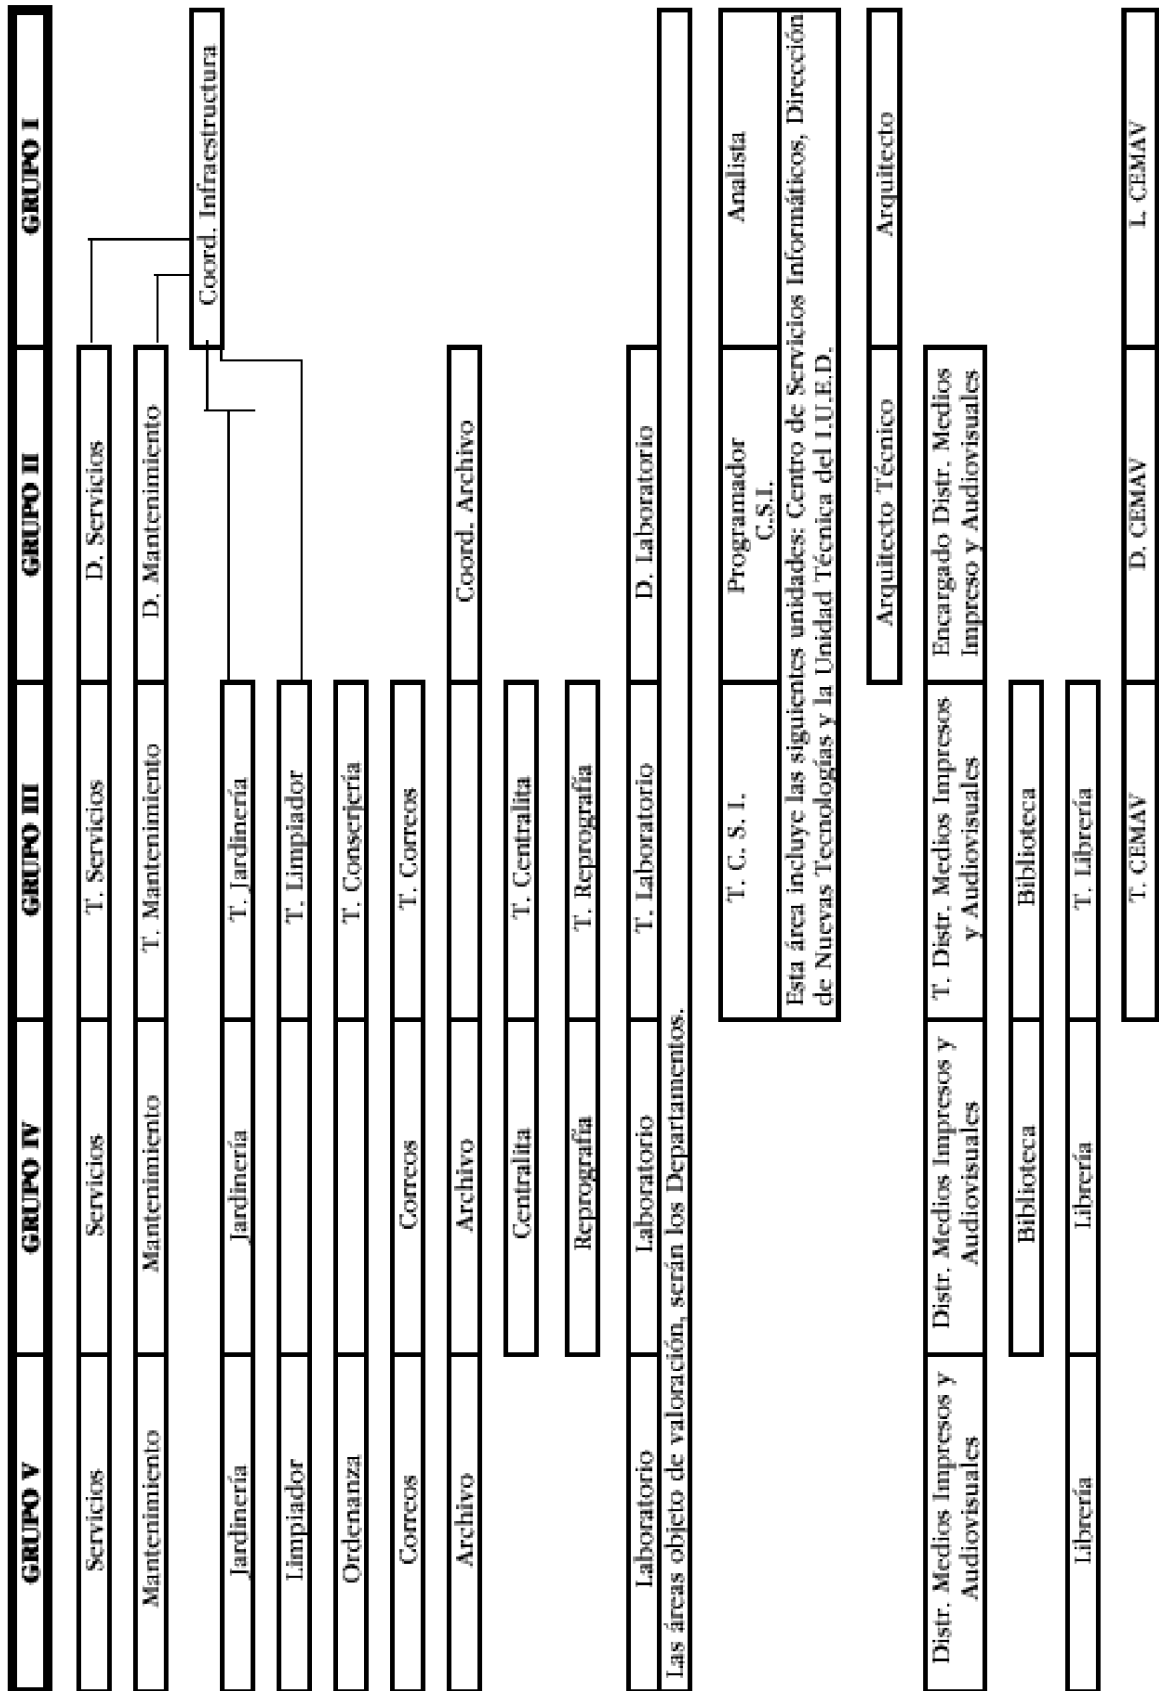 GRUPO V GRUPO IV GRUPO III GRUPO II GRUPO I
Servicios Servicios T. Servicios D. Servicios
Mantenimiento Mantenimiento T. Mantenimiento D. Mantenimiento
Coord. Infraestructura
Jardinería Jardinería T. Jardinería
Limpiador T. Limpiador
Ordenanza T. Conserjería
Correos Correos T. Correos
Archivo Archivo Coord. Archivo
Centralita T. Centralita
Reprografía T. Reprografía
Laboratorio Laboratorio T. Laboratorio D. Laboratorio
Las áreas objeto de valoración, serán los Departamentos.
T. C. S. I. Programador Analista
C.S.I.
Esta área incluye las siguientes unidades: Centro de Servicios Informáticos, Dirección
de Nuevas Tecnologías y la Unidad Técnica del I.U.E.D.
Arquitecto Técnico Arquitecto
Distr. Medios Impresos y Distr. Medios Impresos y T. Distr. Medios Impresos Encargado Distr. Medios
Audiovisuales Audiovisuales y Audiovisuales Impreso y Audiovisuales
Biblioteca Biblioteca
Librería Librería T. Librería
T. CEMAV D. CEMAV L. CEMAV